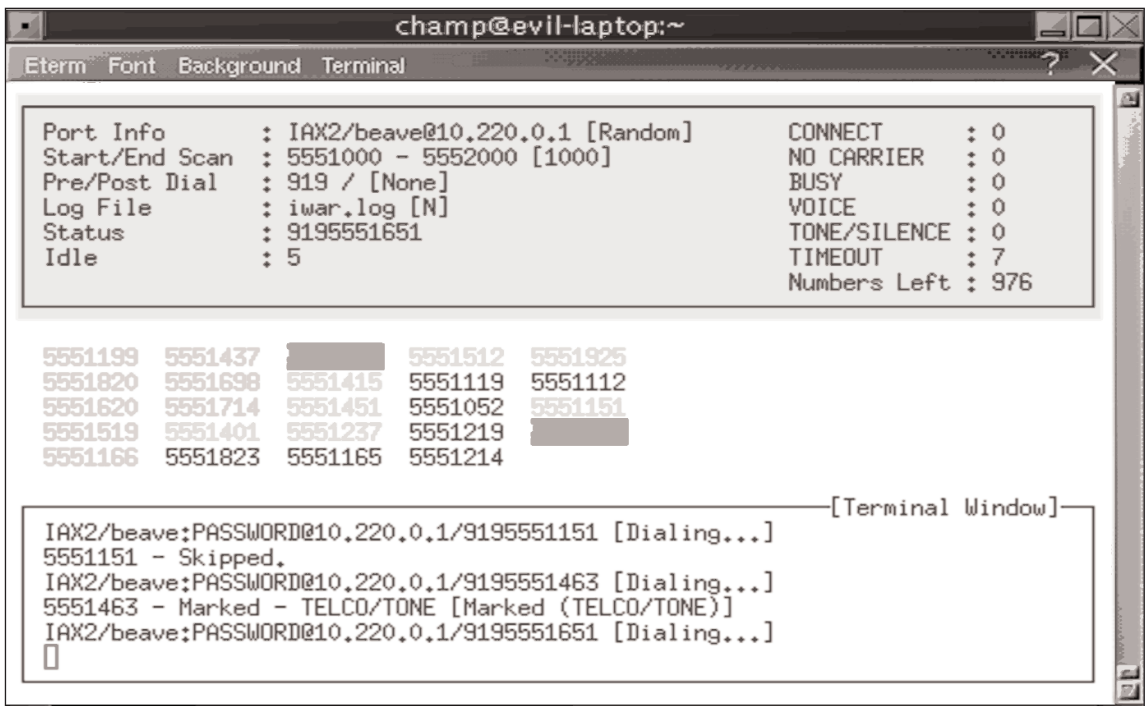 champ@evil-laptop:~
Eterm Font Background Terminal ?
Port Info : IAX2/beave@10.220.0.1 [Random] CONNECT : 0
Start/End Scan : 5551000 - 5552000 [1000] NO CARRIER : 0
Pre/Post Dial : 919 / [None] BUSY : 0
Log File : iwar.log [N] VOICE : 0
Status : 9195551651 TONE/SILENCE : 0
Idle : 5 TIMEOUT : 7
Numbers Left : 976
5551199 5551437 5551512 5551925
5551820 5551698 5551415 5551119 5551112
5551620 5551714 5551451 5551052 5551151
5551519 5551401 5551237 5551219
5551166 5551823 5551165 5551214
[Terminal Window]
IAX2/beave:PASSWORD@10.220.0.1/9195551151 [Dialing...]
5551151 - Skipped.
IAX2/beave:PASSWORD@10.220.0.1/9195551463 [Dialing...]
5551463 - Marked - TELCO/TONE [Marked (TELCO/TONE)]
IAX2/beave:PASSWORD@10.220.0.1/9195551651 [Dialing...]